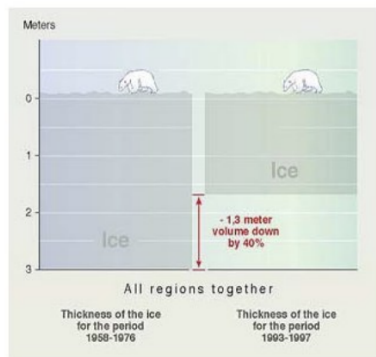 Meters
0
1
Ice
2
- 1,3 meter
volume down
by 40%
Ice
3
All regions together
Thickness of the ice
for the period
1958-1976
Thickness of the ice
for the period
1993-1997